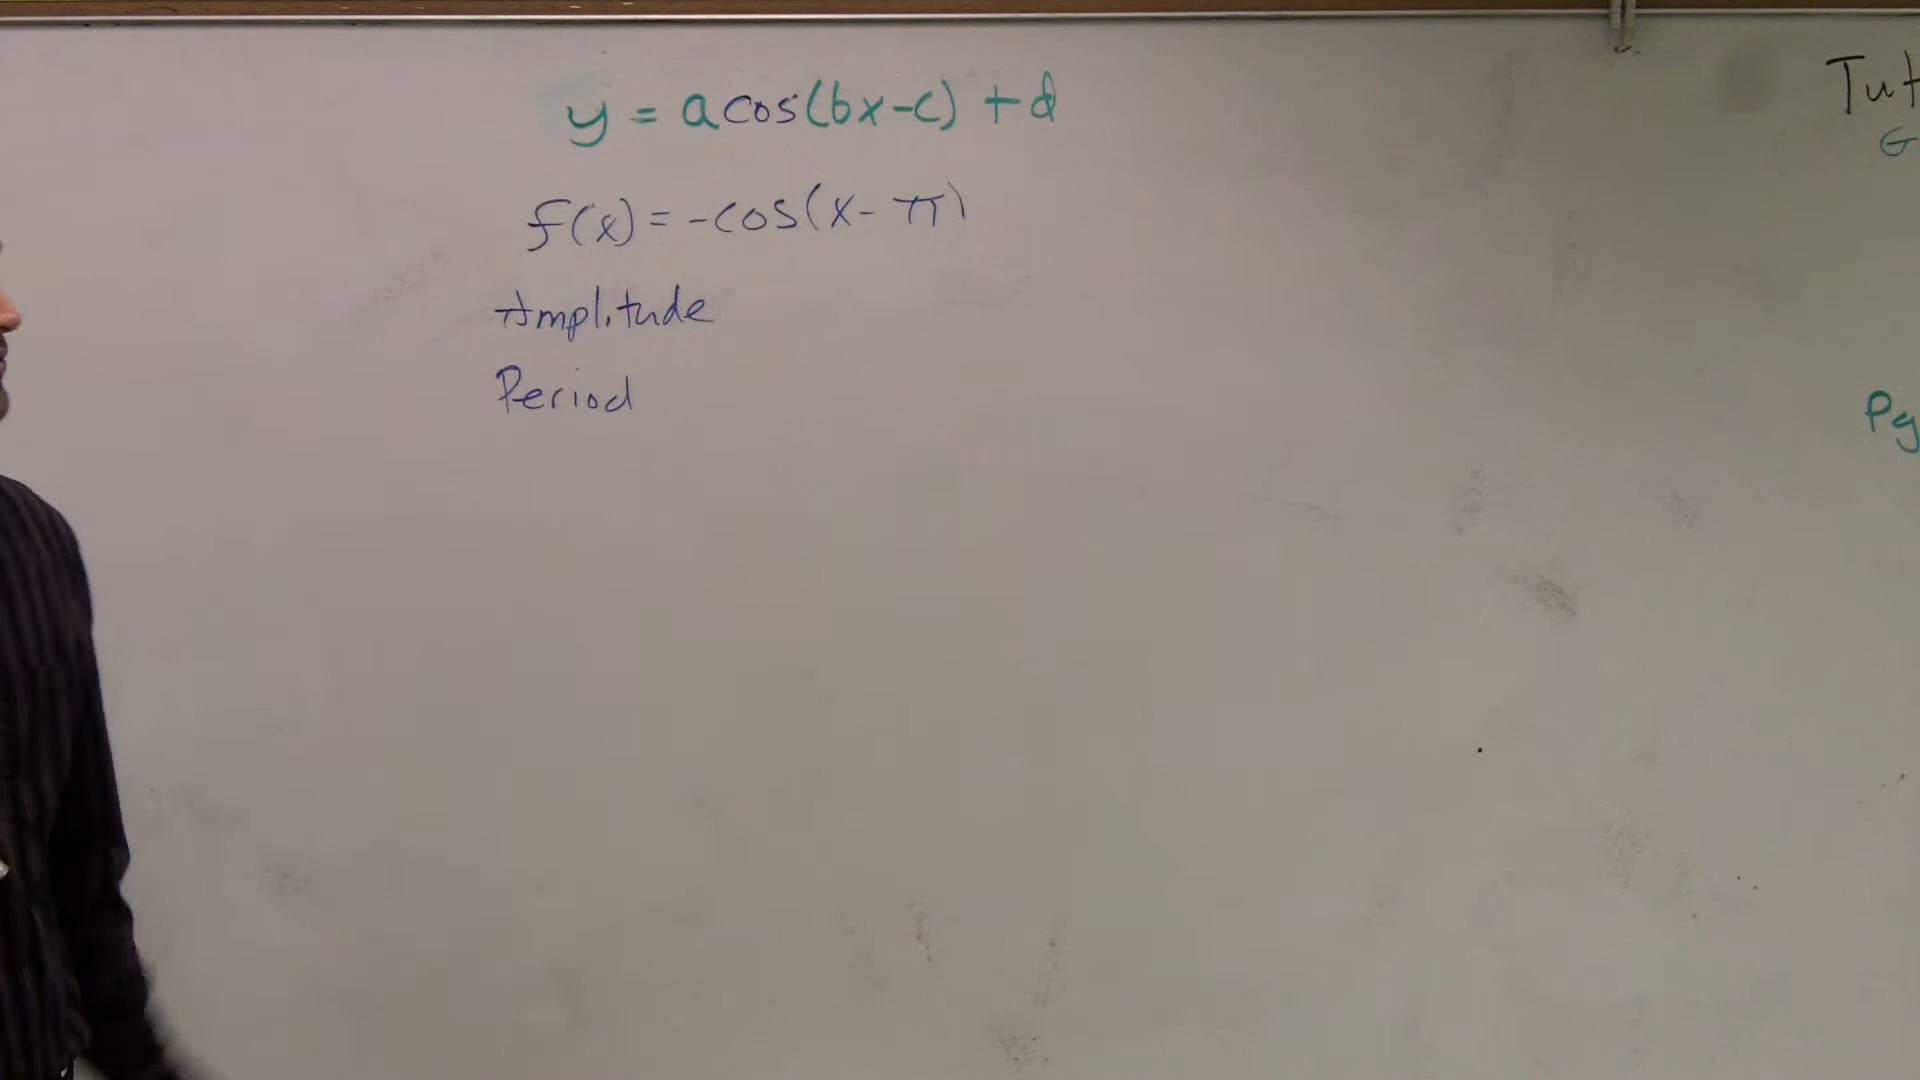 y = a cos(bx-c) + d
f(x) = -cos(x - π)
Amplitude
Period
Tut
G
Pg